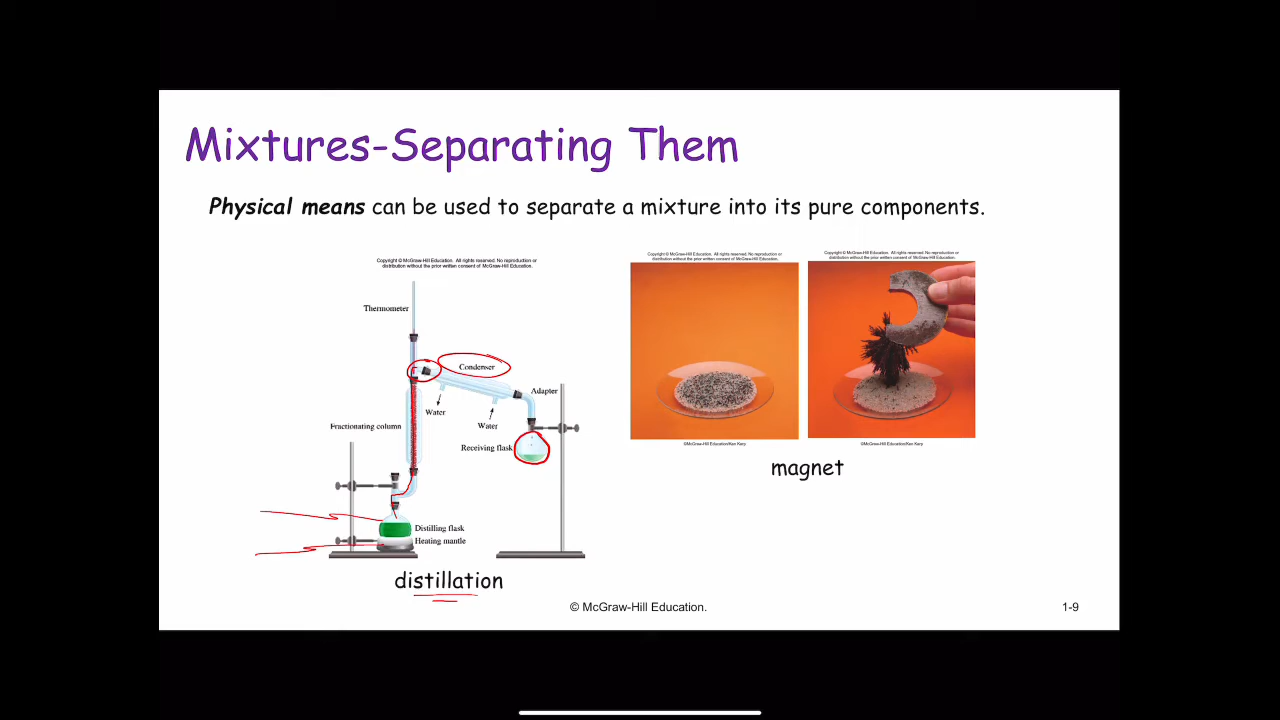 Mixtures-Separating Them
Physical means can be used to separate a mixture into its pure components.
Copyright © McGraw-Hill Education. All rights reserved. No reproduction or
distribution without the prior written consent of McGraw-Hill Education.
Thermometer
Condenser
Adapter
Water
Water
Fractionating column
Receiving flask
Distilling flask
Heating mantle
distillation
Copyright © McGraw-Hill Education. All rights reserved. No reproduction or
distribution without the prior written consent of McGraw-Hill Education.
©McGraw-Hill Education/Ken Karp
Copyright © McGraw-Hill Education. All rights reserved. No reproduction or
distribution without the prior written consent of McGraw-Hill Education.
©McGraw-Hill Education/Ken Karp
magnet
© McGraw-Hill Education.
1-9